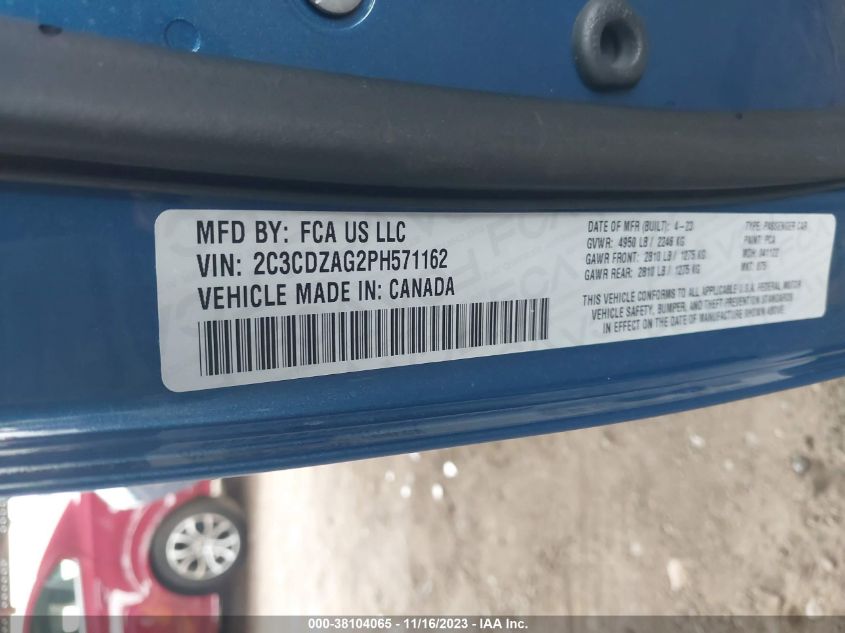 MFD BY: FCA US LLC
VIN: 2C3CDZAG2PH571162
VEHICLE MADE IN: CANADA
DATE OF MFR (BUILT): 4-23
GVWR: 4950 LB / 2246 KG
GAWR FRONT: 2810 LB / 1275 KG
GAWR REAR: 2810 LB / 1275 KG
TYPE: PASSENGER CAR
PAINT: PCA
MDH: 041122
MKT: 075
THIS VEHICLE CONFORMS TO ALL APPLICABLE U.S.A. FEDERAL MOTOR
VEHICLE SAFETY, BUMPER, AND THEFT PREVENTION STANDARDS
IN EFFECT ON THE DATE OF MANUFACTURE SHOWN ABOVE:
000-38104065 - 11/16/2023 - IAA Inc.